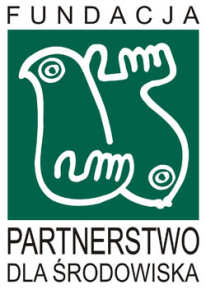 FUNDACJA
PARTNERSTWO
DLA ŚRODOWISKA